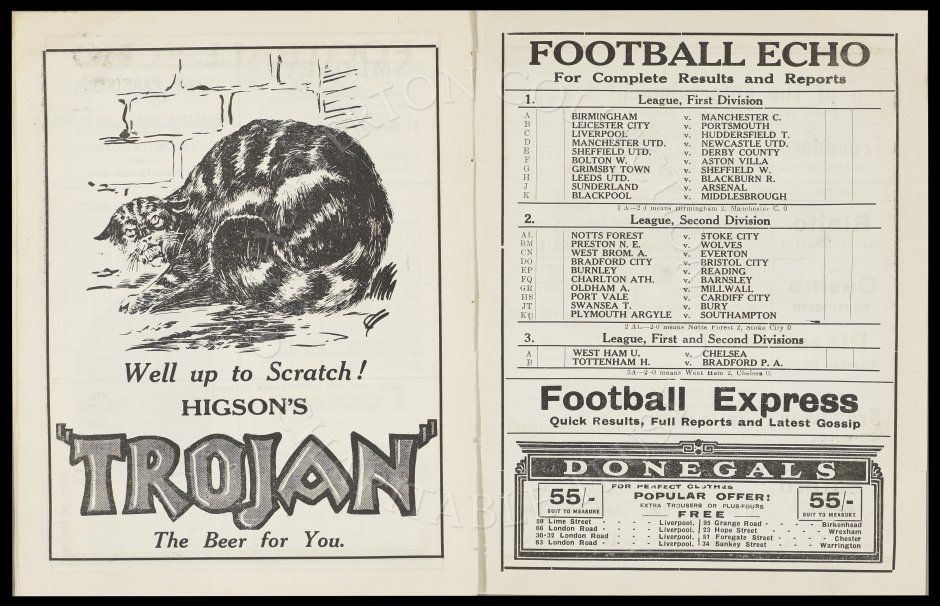 Well up to Scratch!
HIGSON'S
"TROJAN"
The Beer for You.
FOOTBALL ECHO
For Complete Results and Reports
1. League, First Division
A BIRMINGHAM v. MANCHESTER C.
B LEICESTER CITY v. PORTSMOUTH
C LIVERPOOL v. HUDDERSFIELD T.
D MANCHESTER UTD. v. NEWCASTLE UTD.
E SHEFFIELD UTD. v. DERBY COUNTY
F BOLTON W. v. ASTON VILLA
G GRIMSBY TOWN v. SHEFFIELD W.
H LEEDS UTD. v. BLACKBURN R.
J SUNDERLAND v. ARSENAL
K BLACKPOOL v. MIDDLESBROUGH
1 A—2-0 means Birmingham 2, Manchester C. 0
2. League, Second Division
AL NOTTS FOREST v. STOKE CITY
BM PRESTON N. E. v. WOLVES
CN WEST BROM. A. v. EVERTON
DO BRADFORD CITY v. BRISTOL CITY
EP BURNLEY v. READING
FQ CHARLTON ATH. v. BARNSLEY
GR OLDHAM A. v. MILLWALL
HS PORT VALE v. CARDIFF CITY
JT SWANSEA T. v. BURY
KU PLYMOUTH ARGYLE v. SOUTHAMPTON
2 AL—2-0 means Notts Forest 2, Stoke City 0
3. League, First and Second Divisions
A WEST HAM U. v. CHELSEA
B TOTTENHAM H. v. BRADFORD P. A.
3A—2-0 means West Ham 2, Chelsea 0.
Football Express
Quick Results, Full Reports and Latest Gossip
DONEGALS
FOR PERFECT CLOTHES
55/- POPULAR OFFER! 55/-
EXTRA TROUSERS OR PLUS-FOURS
SUIT TO MEASURE FREE SUIT TO MEASURE
59 Lime Street - - Liverpool. 95 Grange Road - - Birkenhead
66 London Road - - Liverpool. 23 Hope Street - - Wrexham
30-32 London Road - - Liverpool. 51 Foregate Street - - Chester
83 London Road - - Liverpool. 34 Sankey Street - - Warrington